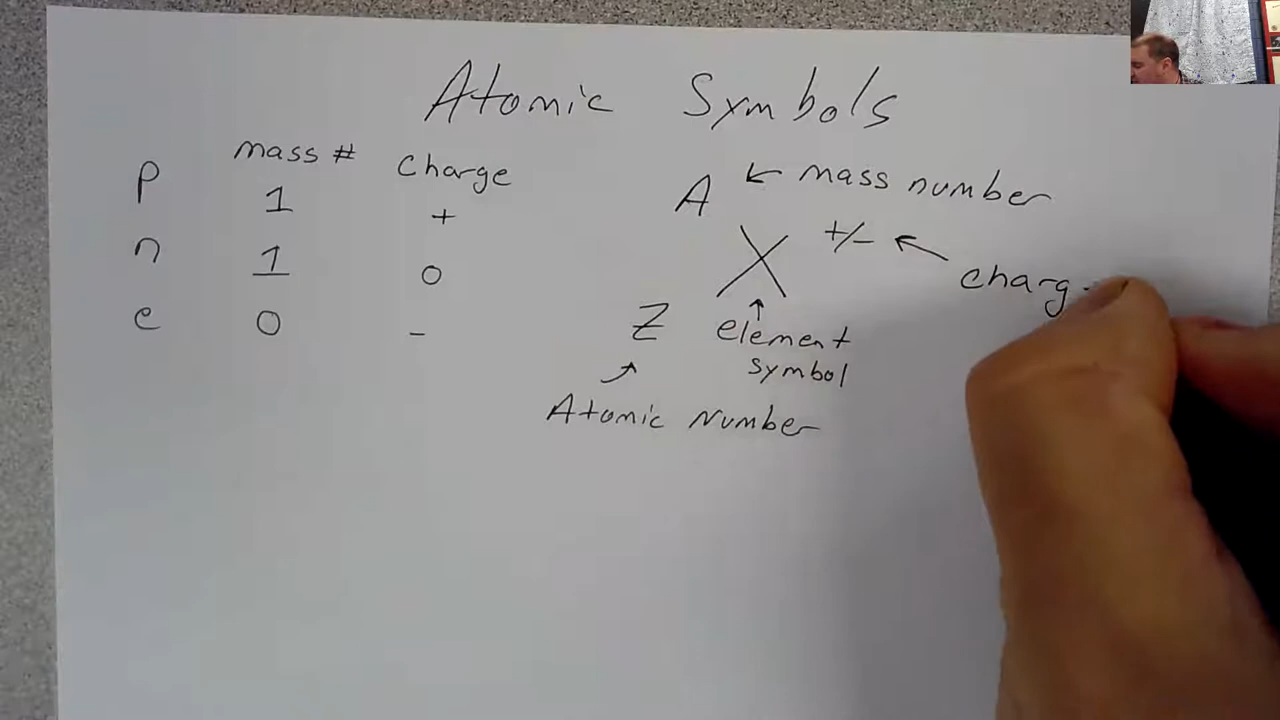 Atomic Symbols
mass # charge
p 1 +
n 1 0
e 0 -
A ← mass number
X +/- ← charg
Z ↑ element
symbol
↗
Atomic Number